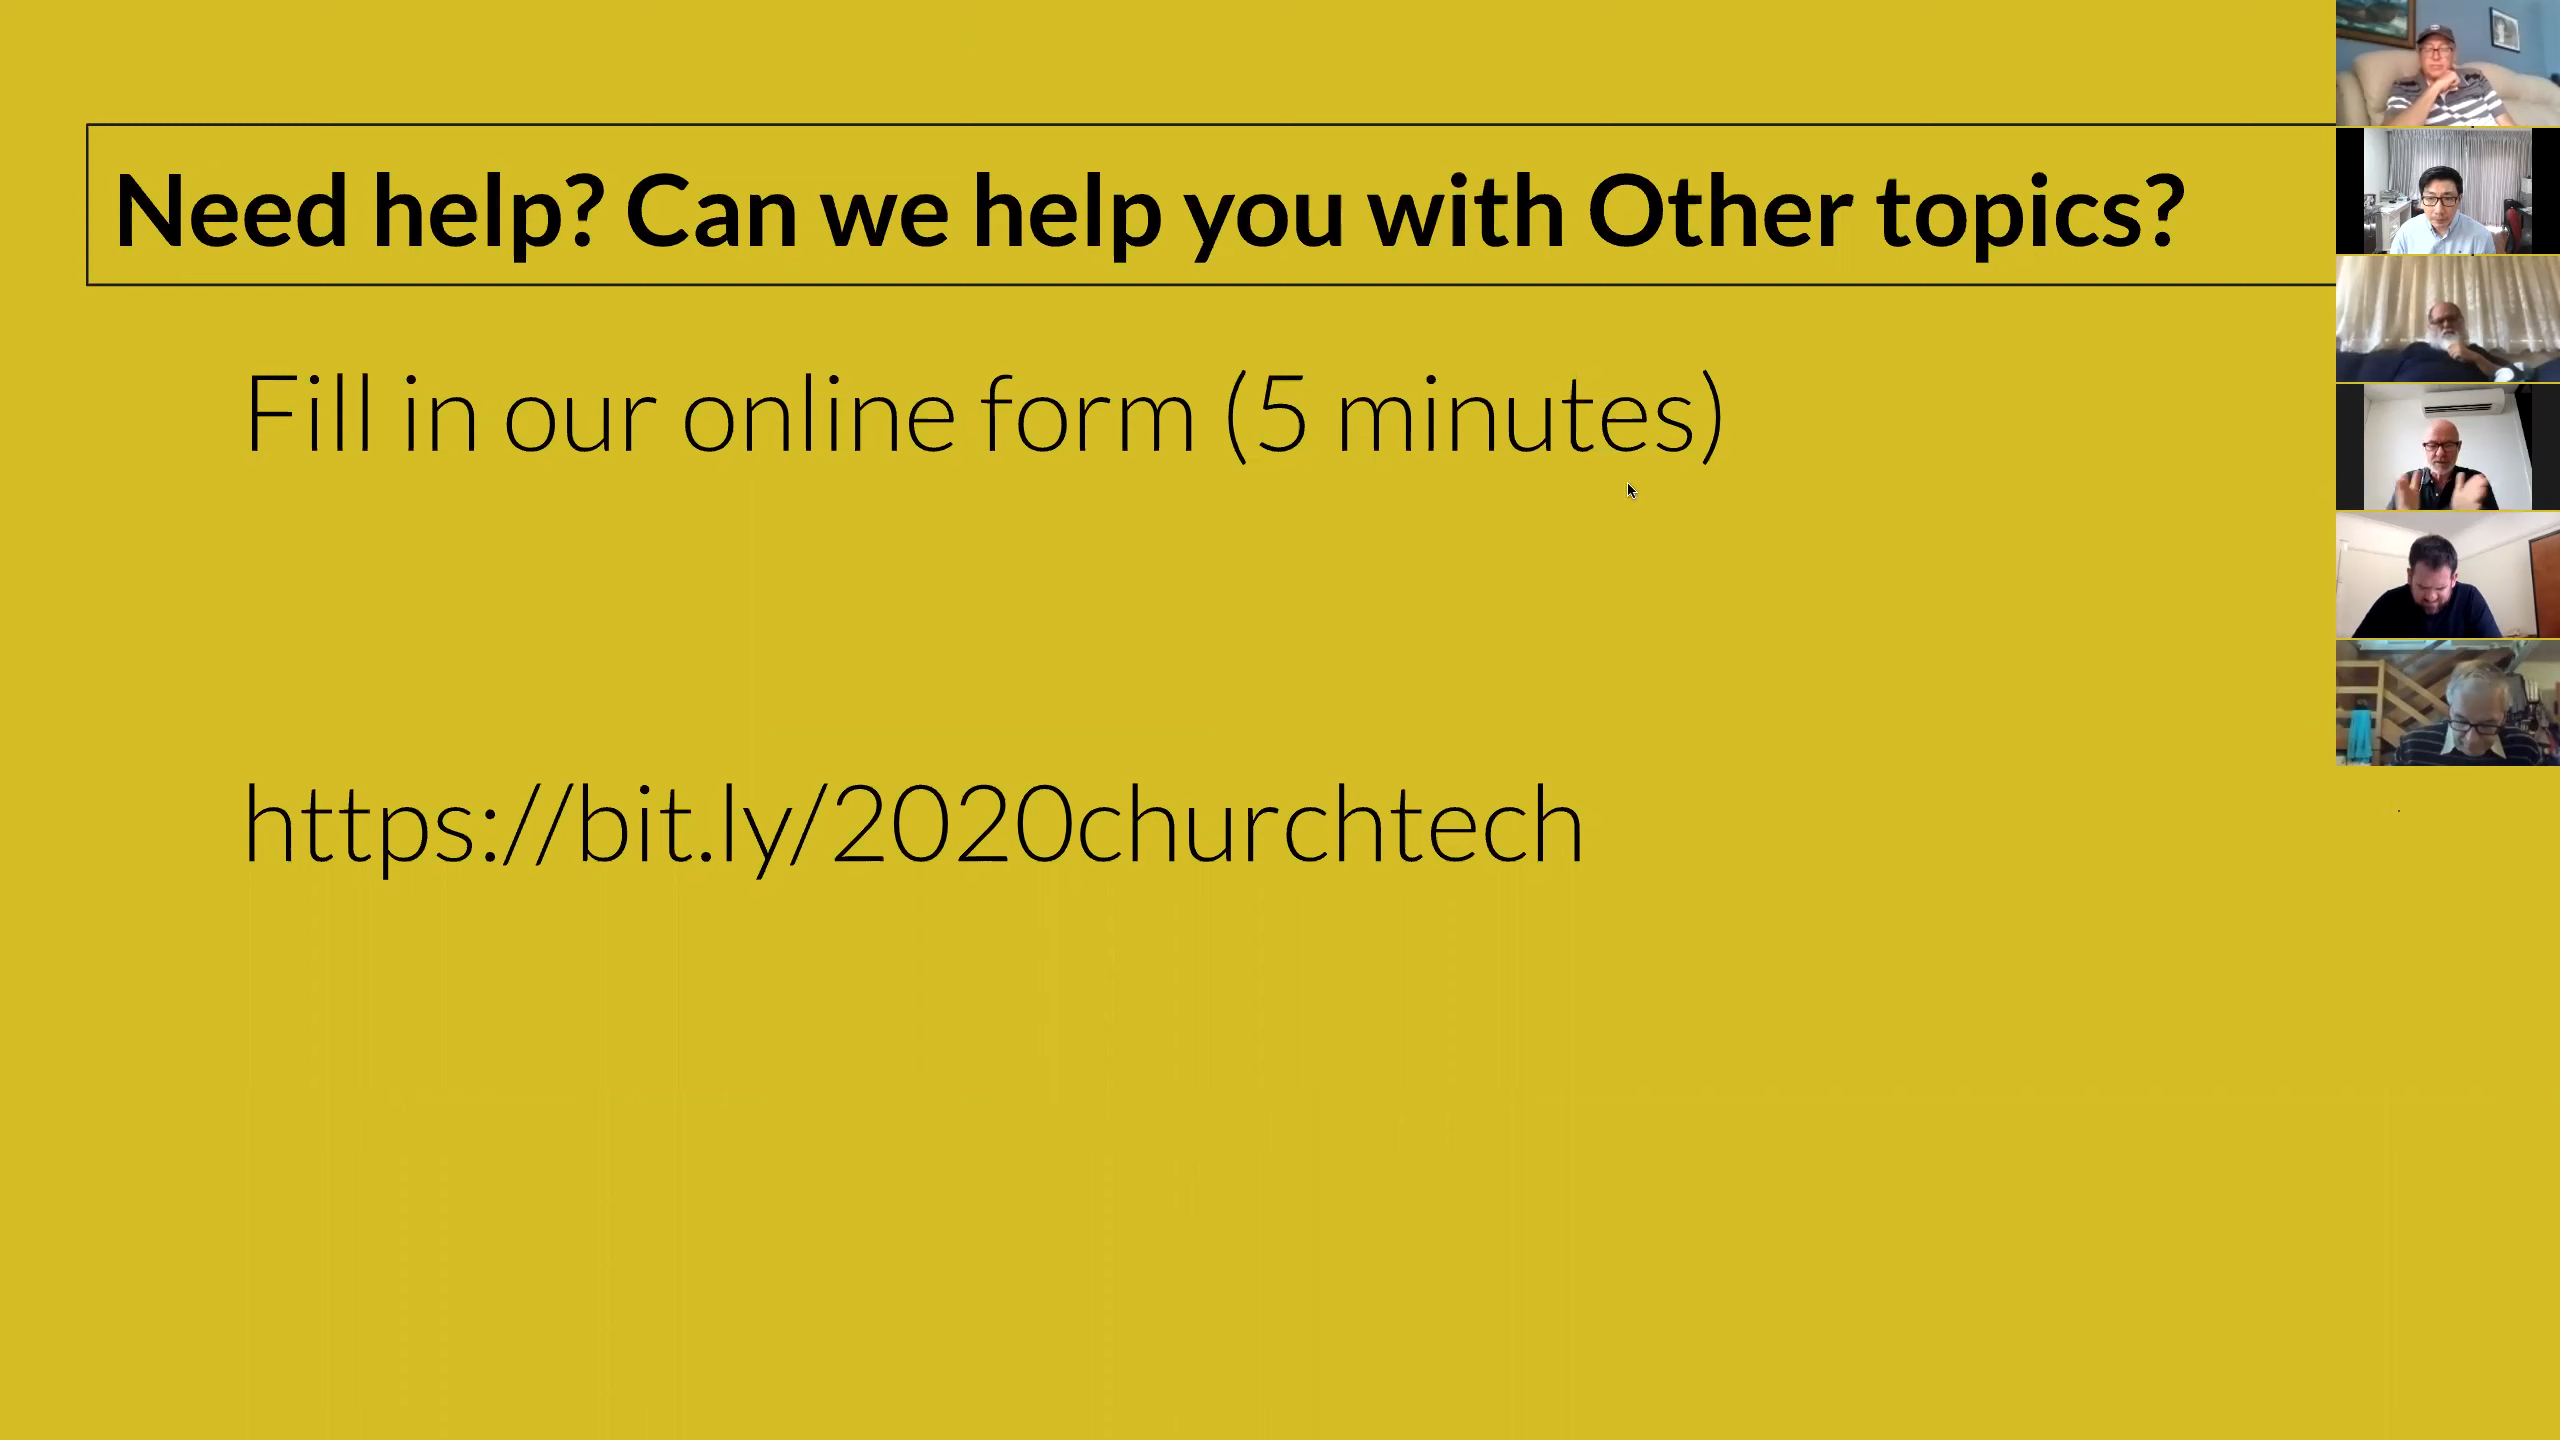 Need help? Can we help you with Other topics?
Fill in our online form (5 minutes)
https://bit.ly/2020churchtech